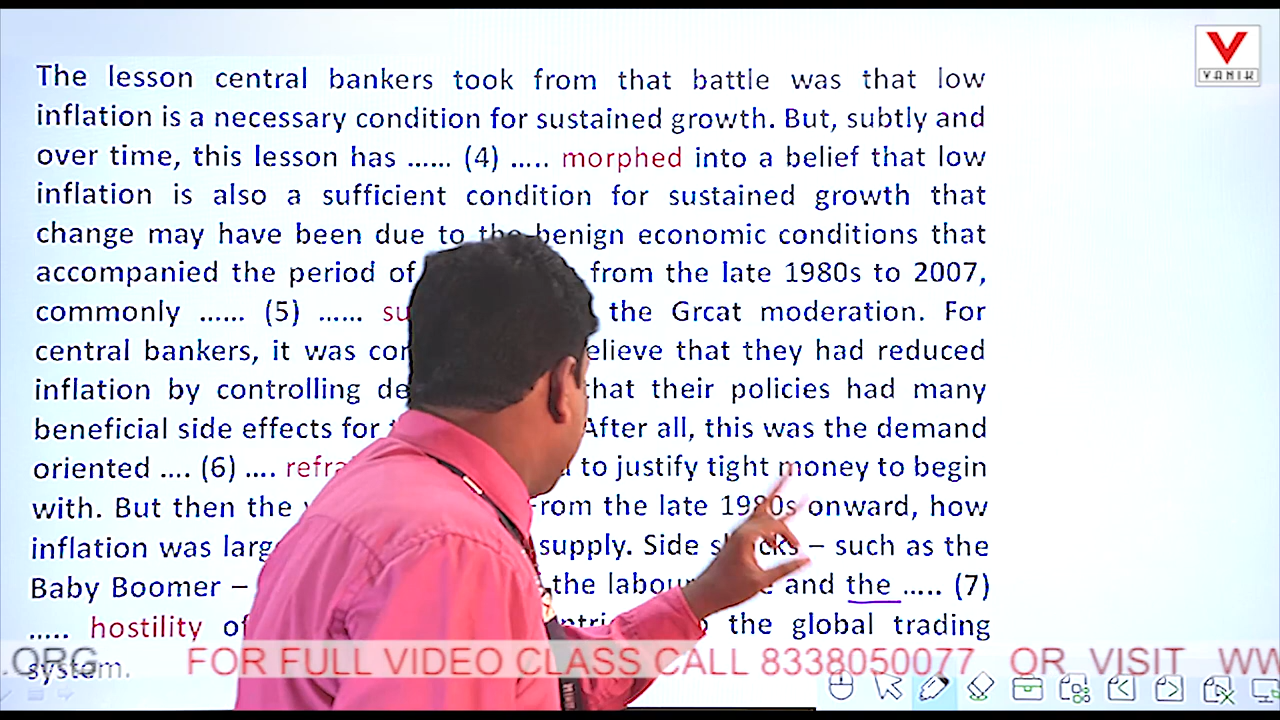 VANIK
The lesson central bankers took from that battle was that low
inflation is a necessary condition for sustained growth. But, subtly and
over time, this lesson has ...... (4) ..... morphed into a belief that low
inflation is also a sufficient condition for sustained growth that
change may have been due to the benign economic conditions that
accompanied the period of from the late 1980s to 2007,
commonly ...... (5) ...... the Grcat moderation. For
central bankers, it was that they had reduced
inflation by controlling that their policies had many
beneficial side effects for After all, this was the demand
oriented .... (6) .... to justify tight money to begin
with. But then the From the late 1980s onward, how
inflation was supply. Side shocks – such as the
Baby Boomer – the labour and the ..... (7)
..... hostility the global trading
system.
.ORG FOR FULL VIDEO CLASS CALL 8338050077 OR VISIT WW